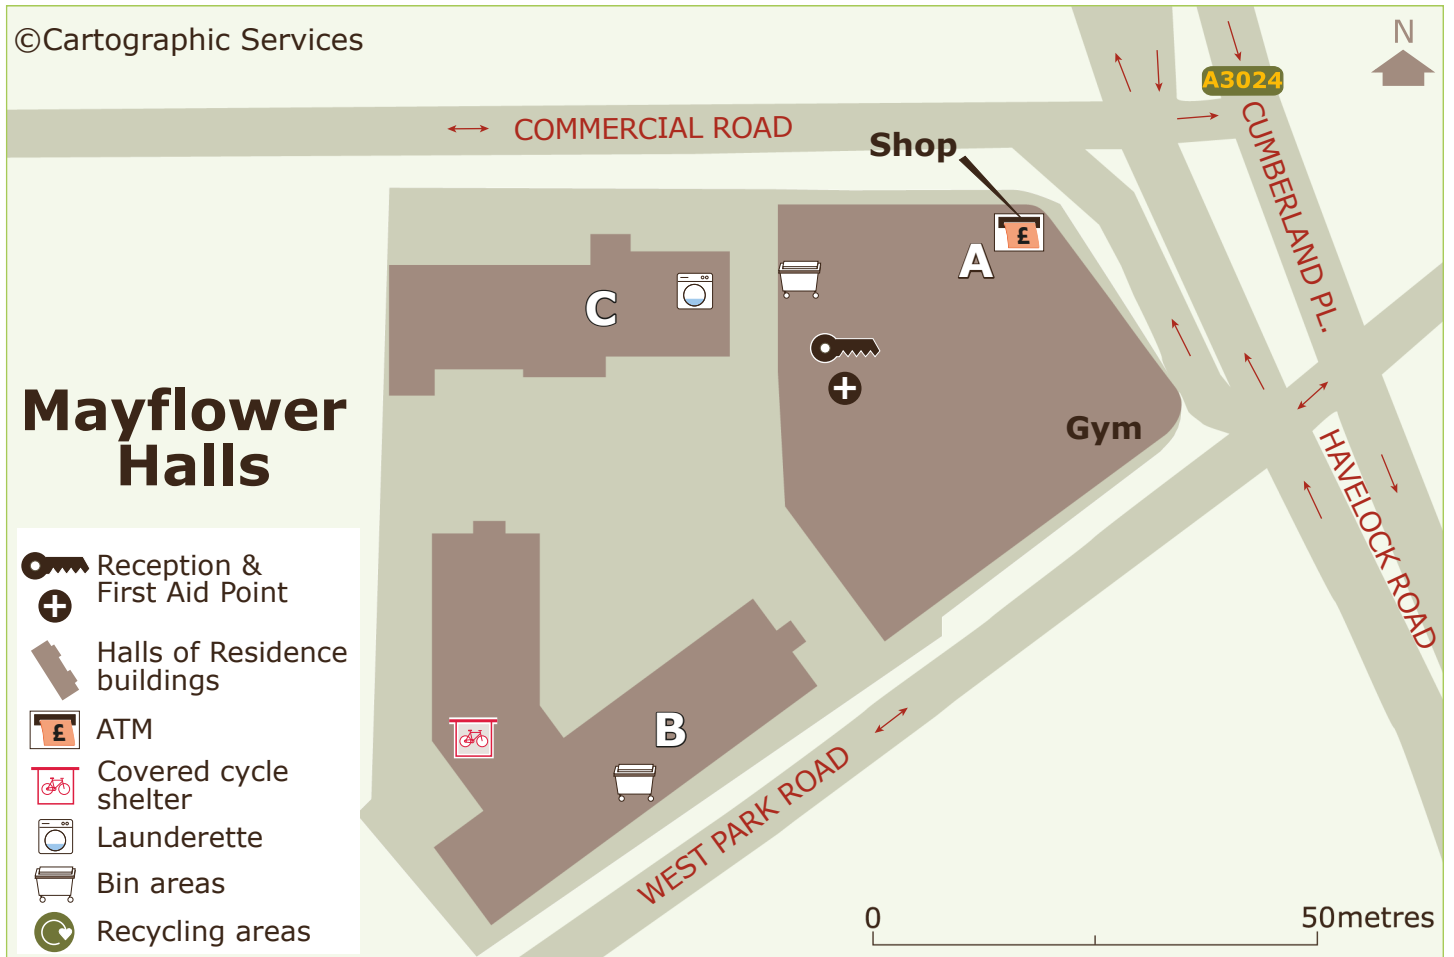 ©Cartographic Services
N
A3024
COMMERCIAL ROAD
CUMBERLAND PL.
Shop
£
A
C
Gym
HAVELOCK ROAD
Mayflower
Halls
B
WEST PARK ROAD
Reception &
First Aid Point
Halls of Residence
buildings
£
ATM
Covered cycle
shelter
Launderette
Bin areas
Recycling areas
0
50metres